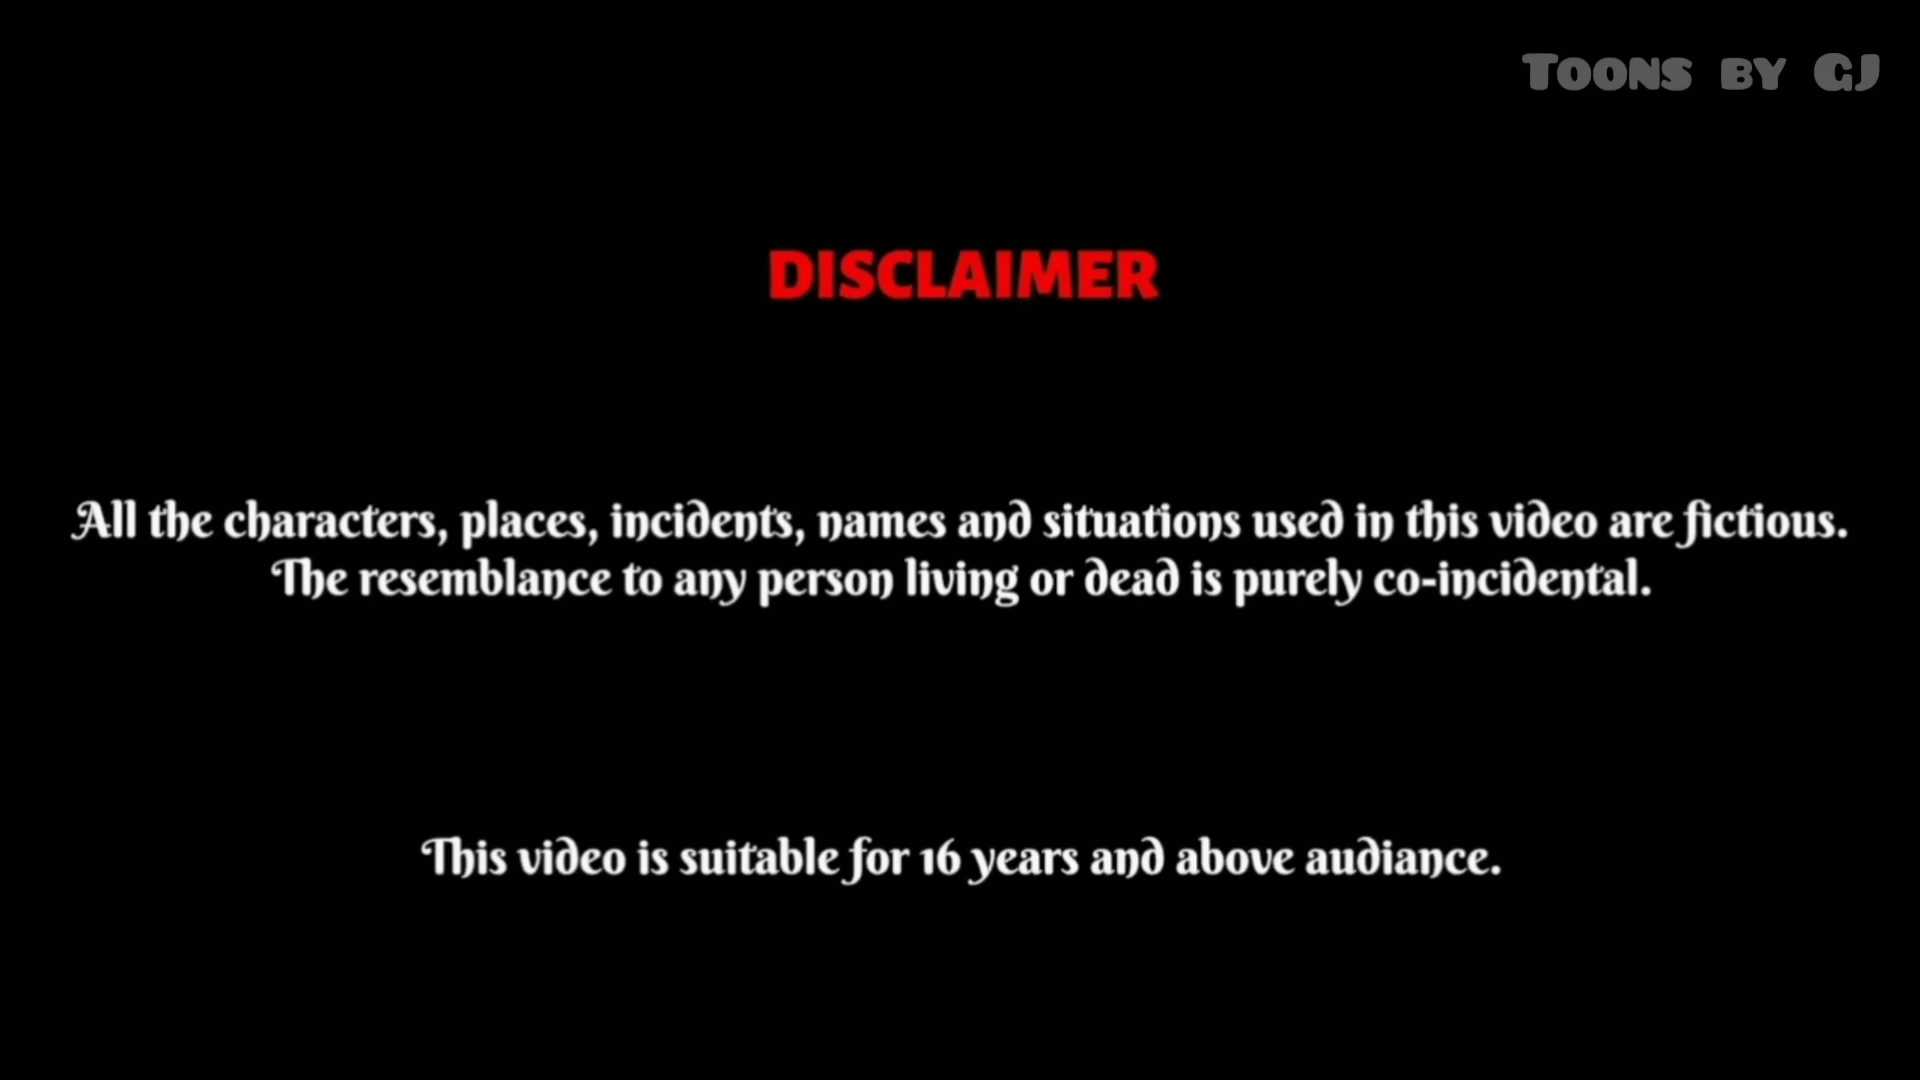 Toons by GJ
DISCLAIMER
All the characters, places, incidents, names and situations used in this video are fictious.
The resemblance to any person living or dead is purely co-incidental.
This video is suitable for 16 years and above audiance.